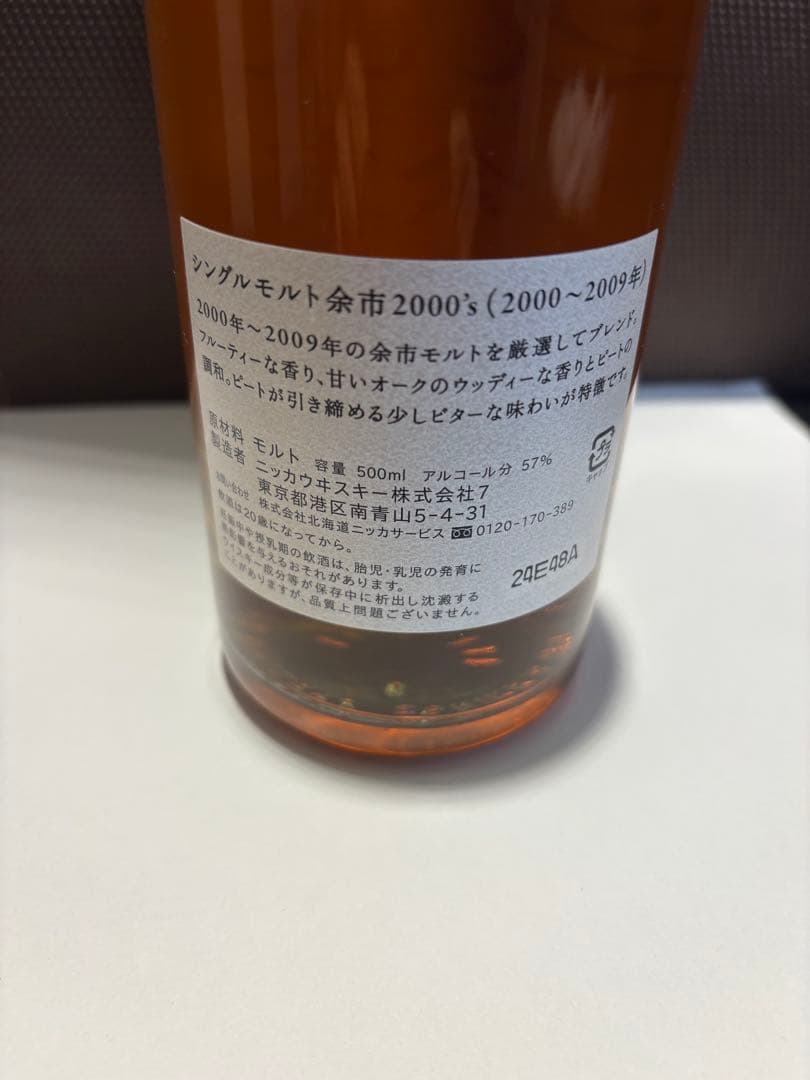 シングルモルト余市2000's(2000〜2009年)
2000年〜2009年の余市モルトを厳選してブレンド。
フルーティーな香り、甘いオークのウッディーな香りとピートの
調和。ピートが引き締める少しビターな味わいが特徴です。
原材料 モルト 容量 500ml アルコール分 57%
製造者 ニッカウヰスキー株式会社7
東京都港区南青山5-4-31
お問い合わせ 株式会社北海道ニッカサービス 0120-170-389
飲酒は20歳になってから。
妊娠中や授乳期の飲酒は、胎児・乳児の発育に
悪影響を与えるおそれがあります。
ウイスキー成分等が保存中に析出し沈澱する
ことがありますが、品質上問題ございません。
プラ
キャップ
24E48A